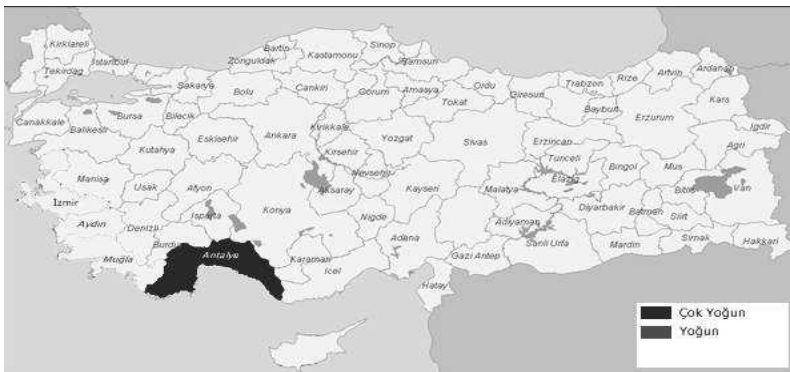 Kirklareli
Tekirdag
Istanbul
Bartin
Zonguldak
Kastamonu
Sinop
Samsun
Sakarya
Bolu
Cankiri
Corum
Amasya
Ordu
Tokat
Giresun
Trabzon
Rize
Artvin
Ardahan
Kars
Bayburt
Erzurum
Igdir
Agri
Canakkale
Balikesir
Bursa
Bilecik
Eskisehir
Ankara
Kirikkale
Yozgat
Sivas
Erzincan
Tunceli
Kutahya
Kirsehir
Manisa
Usak
Afyon
Nevsehir
Aksaray
Kayseri
Malatya
Elazig
Bingol
Mus
Bitlis
Van
Izmir
Aydın
Denizli
Isparta
Konya
Nigde
Adiyaman
Diyarbakir
Batman
Siirt
Burdur
Muğla
Antalya
Karaman
Icel
Adana
Gazi Antep
Sanli Urfa
Mardin
Sirnak
Hakkari
Hatay
Çok Yoğun
Yoğun